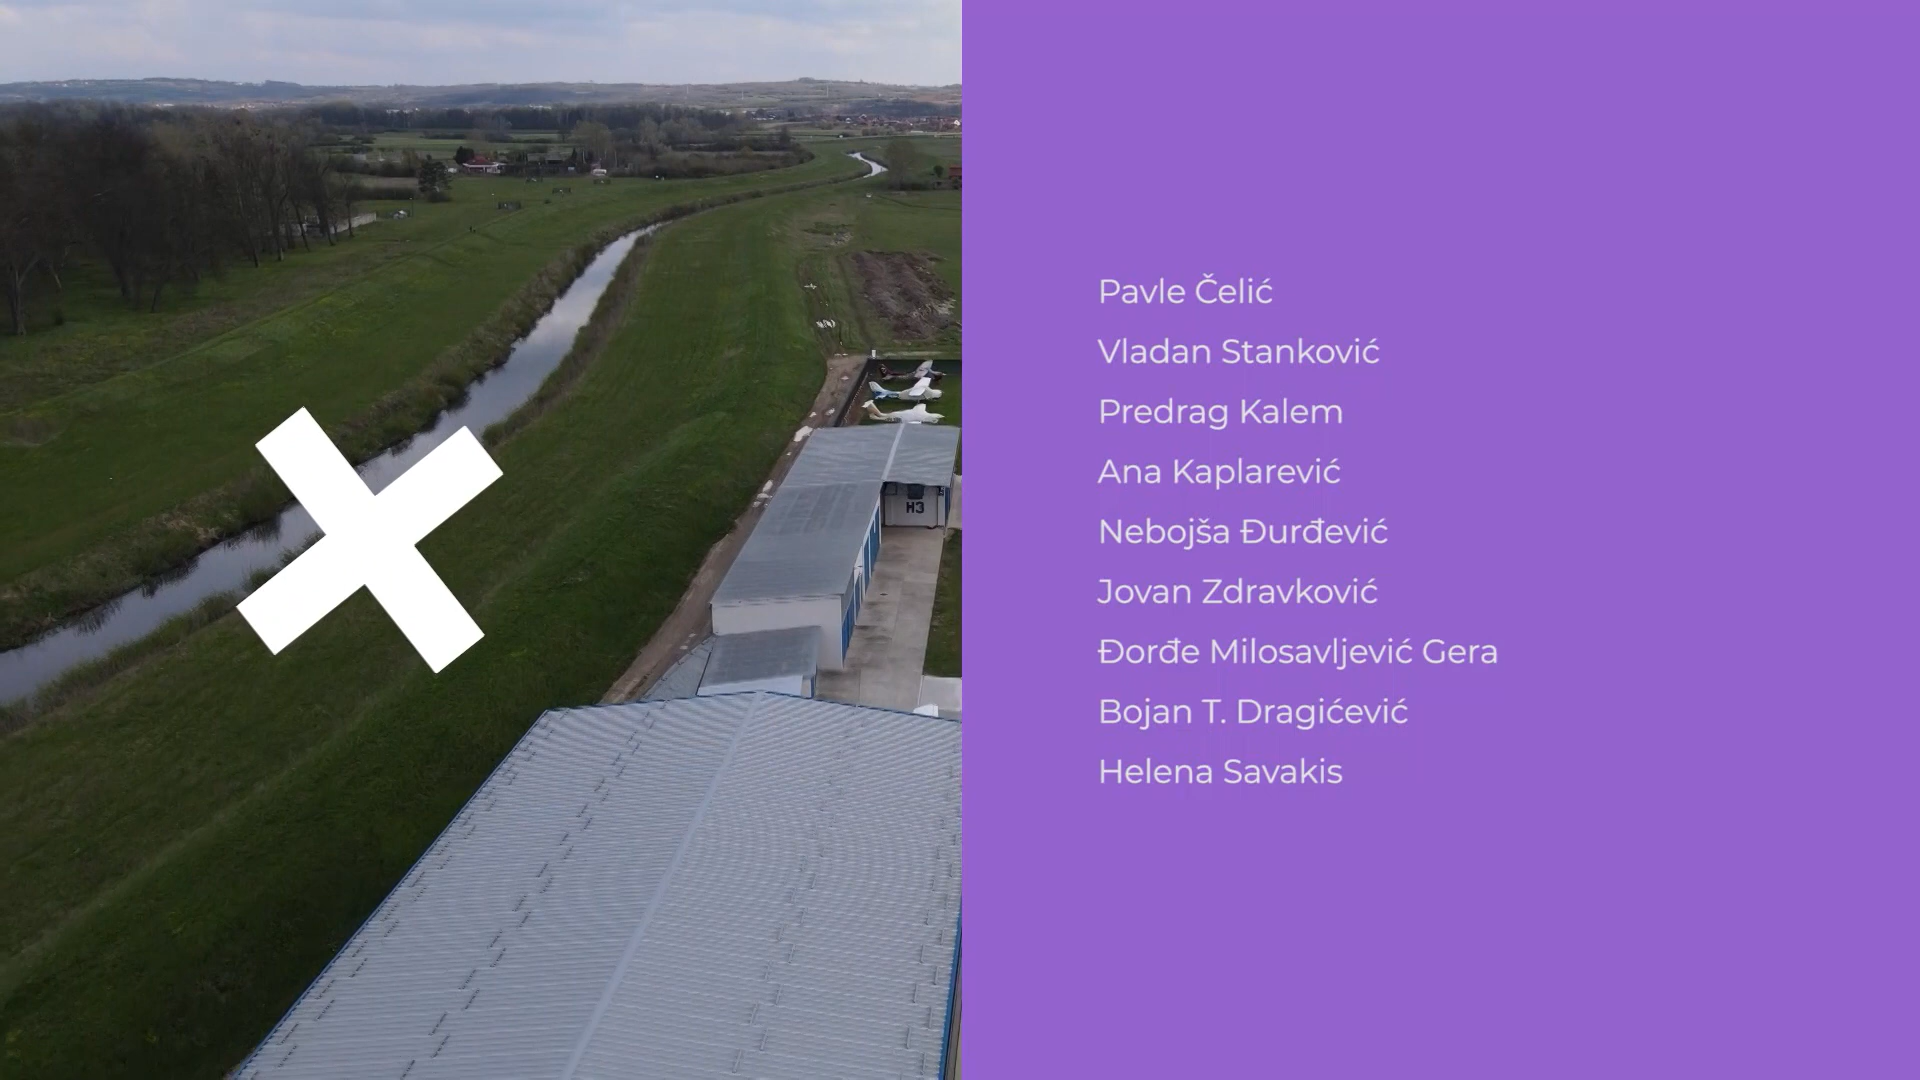 H3
Pavle Čelić
Vladan Stanković
Predrag Kalem
Ana Kaplarević
Nebojša Đurđević
Jovan Zdravković
Đorđe Milosavljević Gera
Bojan T. Dragićević
Helena Savakis